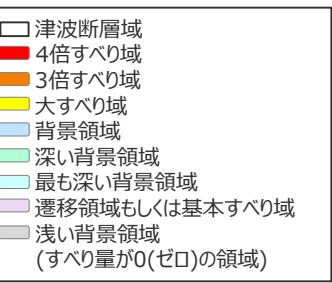 津波断層域
4倍すべり域
3倍すべり域
大すべり域
背景領域
深い背景領域
最も深い背景領域
遷移領域もしくは基本すべり域
浅い背景領域
(すべり量が0(ゼロ)の領域)